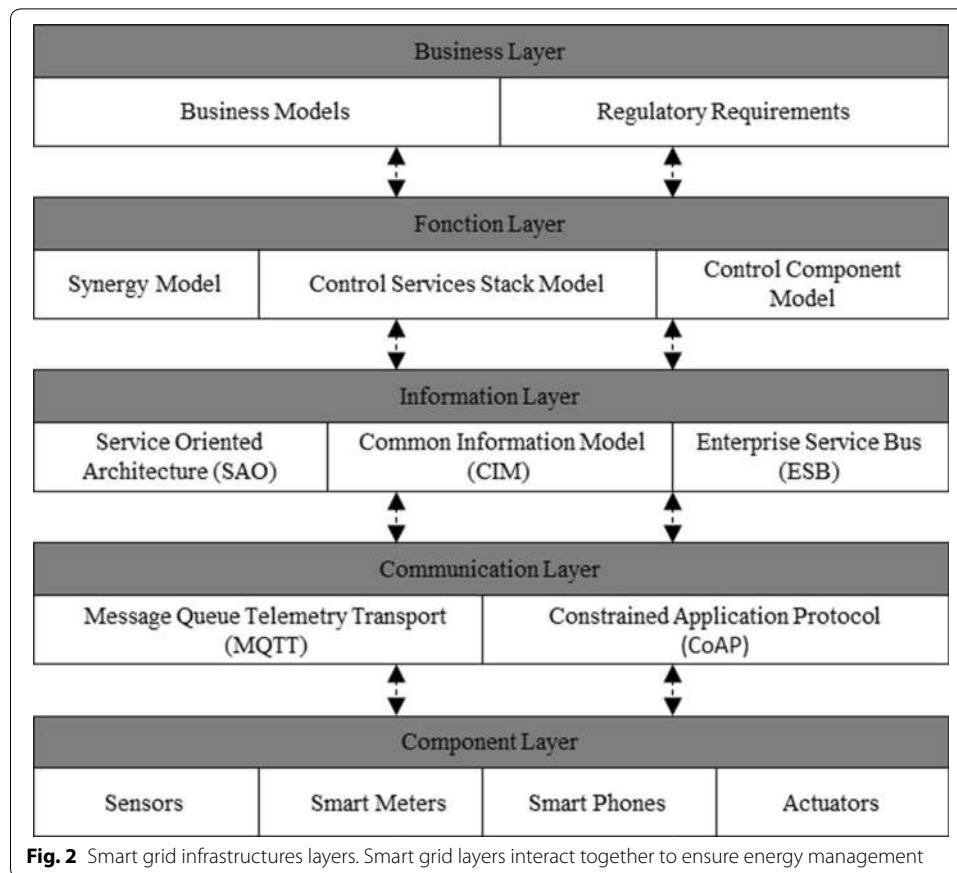 Business Layer
Business Models
Regulatory Requirements
Fonction Layer
Synergy Model
Control Services Stack Model
Control Component
Model
Information Layer
Service Oriented
Architecture (SAO)
Common Information Model
(CIM)
Enterprise Service Bus
(ESB)
Communication Layer
Message Queue Telemetry Transport
(MQTT)
Constrained Application Protocol
(CoAP)
Component Layer
Sensors
Smart Meters
Smart Phones
Actuators
Fig. 2 Smart grid infrastructures layers. Smart grid layers interact together to ensure energy management